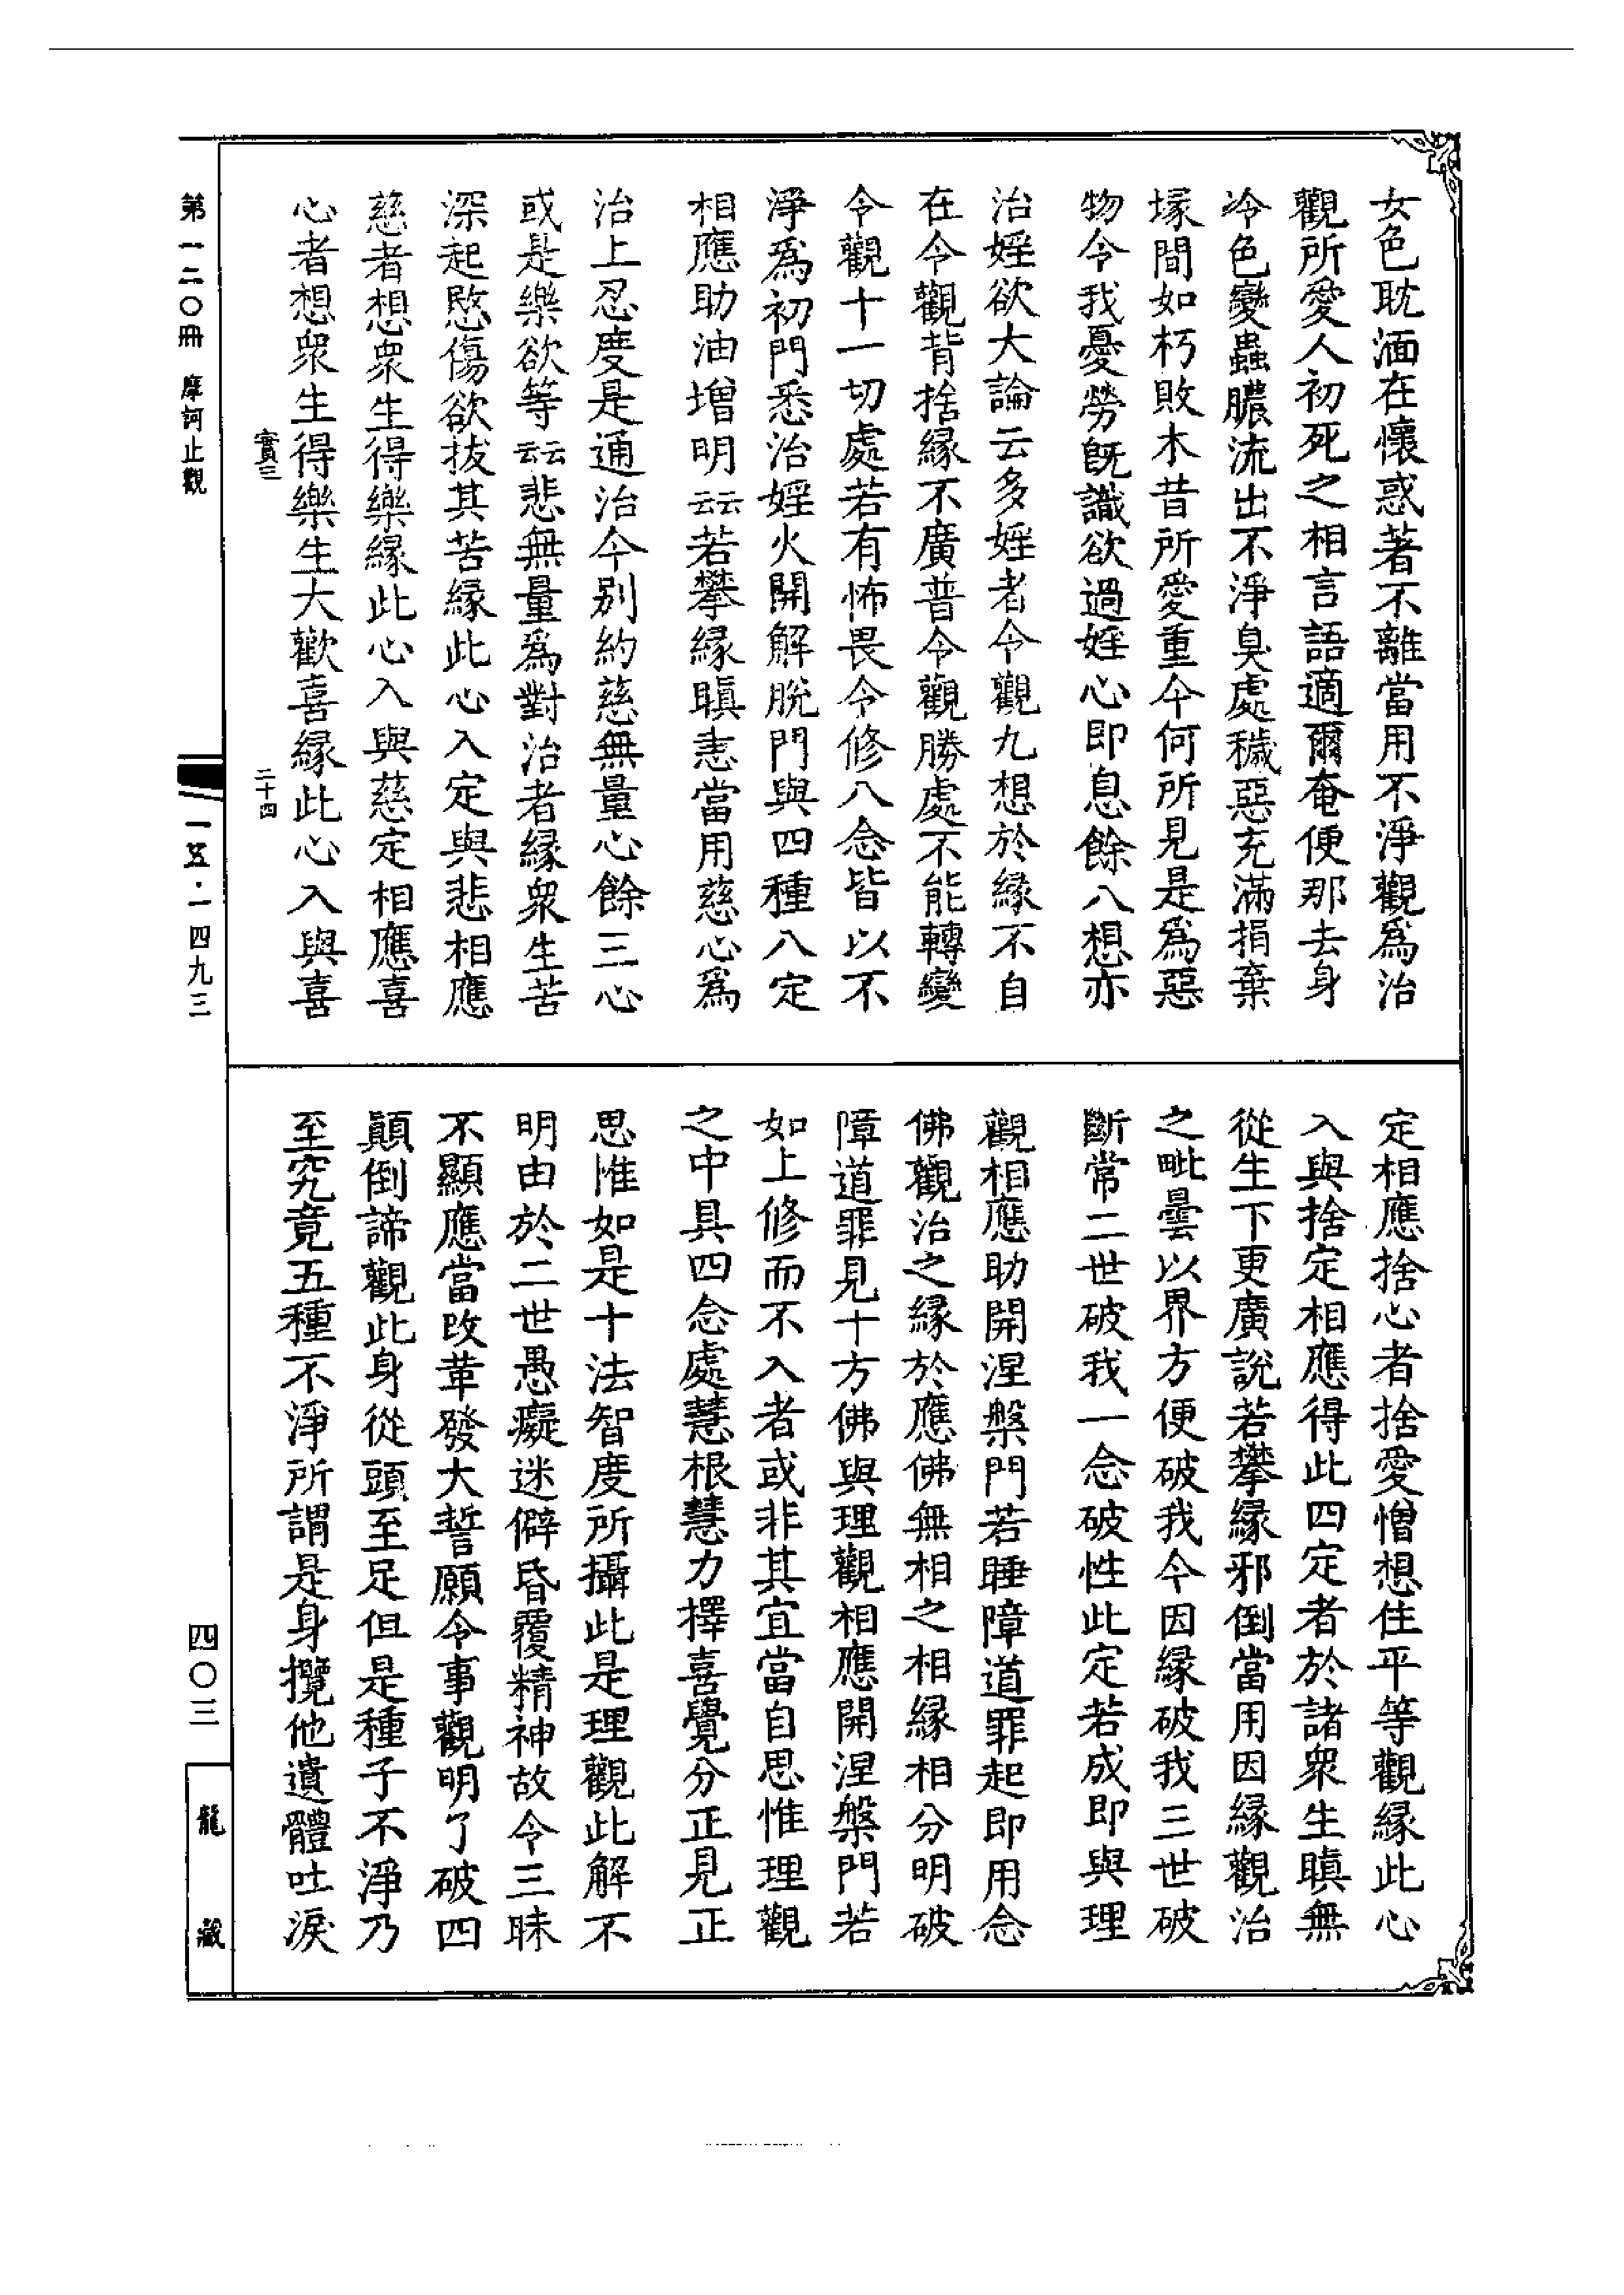 女色耽湎在懷惑著不離當用不淨觀為治
觀所愛人初死之相言語適爾奄便那去身
冷色變蟲膿流出不淨臭處穢惡充滿捐棄
塚間如朽敗木昔所愛重今何所見是為惡
物令我憂勞既識欲過婬心即息餘八想亦
治婬欲大論云多婬者令觀九想於緣不自
在令觀背捨緣不廣普令觀勝處不能轉變
令觀十一切處若有怖畏令修八念皆以不
淨為初門悉治婬火開解脫門與四種八定
相應助油增明云云若攀緣瞋恚當用慈心為
治上忍度是通治今別約慈無量心餘三心
或是樂欲等云云悲無量為對治者緣眾生苦
深起愍傷欲拔其苦緣此心入定與悲相應
慈者想眾生得樂緣此心入與慈定相應喜
心者想眾生得樂生大歡喜緣此心入與喜
定相應捨心者捨愛憎想住平等觀緣此心
入與捨定相應得此四定者於諸眾生瞋無
從生下更廣說若攀緣邪倒當用因緣觀治
之毗曇以界方便破我今因緣破我三世破
斷常二世破我一念破性此定若成即與理
觀相應助開涅槃門若睡障道罪起即用念
佛觀治之緣於應佛無相之相緣相分明破
障道罪見十方佛與理觀相應開涅槃門若
如上修而不入者或非其宜當自思惟理觀
之中具四念處慧根慧力擇喜覺分正見正
思惟如是十法智度所攝此是理觀此解不
明由於二世愚癡迷僻昏覆精神故令三昧
不顯應當改革發大誓願令事觀明了破四
顛倒諦觀此身從頭至足但是種子不淨乃
至究竟五種不淨所謂是身攬他遺體吐淚
實三
二十四
第一二〇冊 摩訶止觀
一五·一四九三
四〇三
龍藏